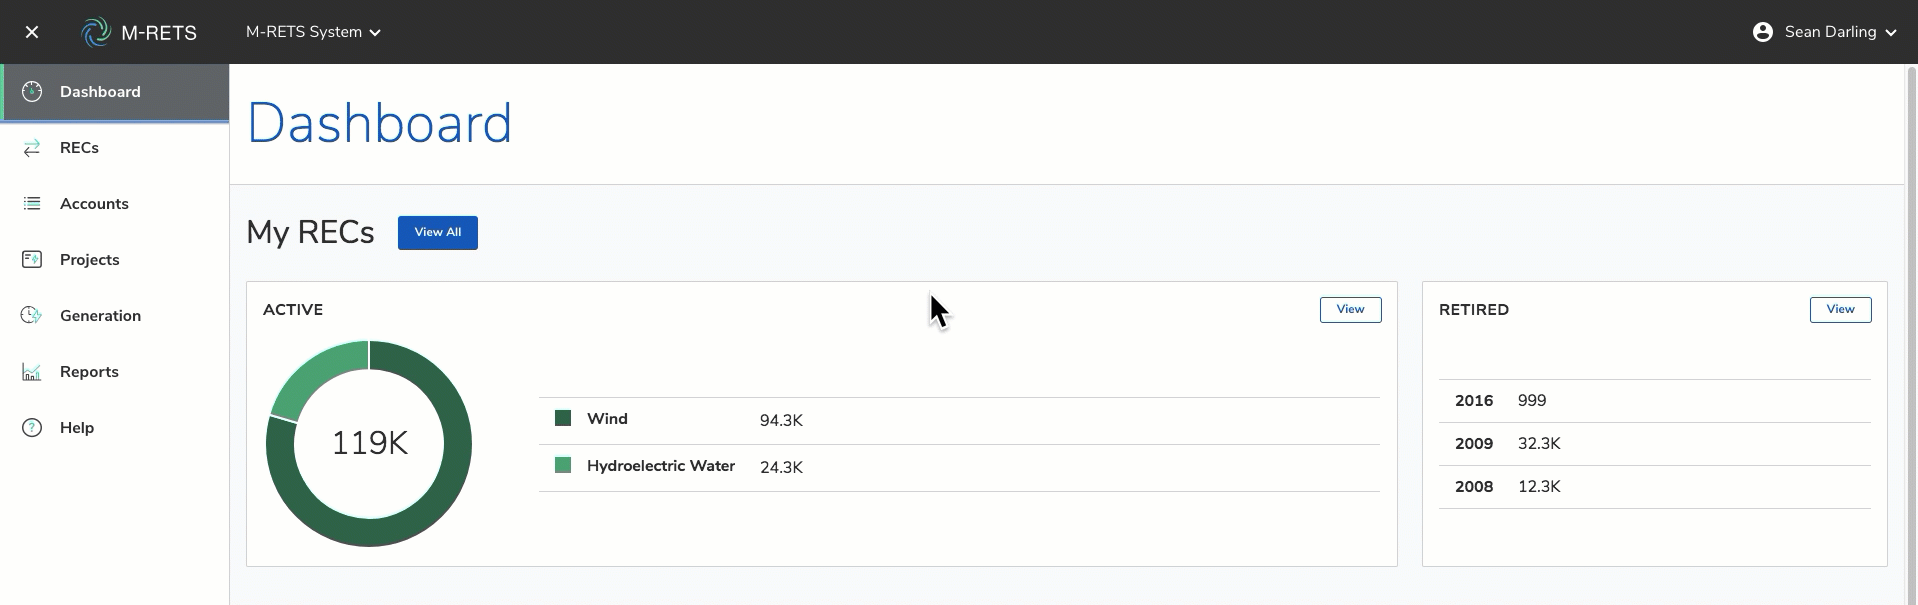 M-RETS
M-RETS System
Sean Darling
Dashboard
RECs
Accounts
Projects
Generation
Reports
Help
Dashboard
My RECs
View All
ACTIVE
View
119K
Wind 94.3K
Hydroelectric Water 24.3K
RETIRED
View
2016 999
2009 32.3K
2008 12.3K